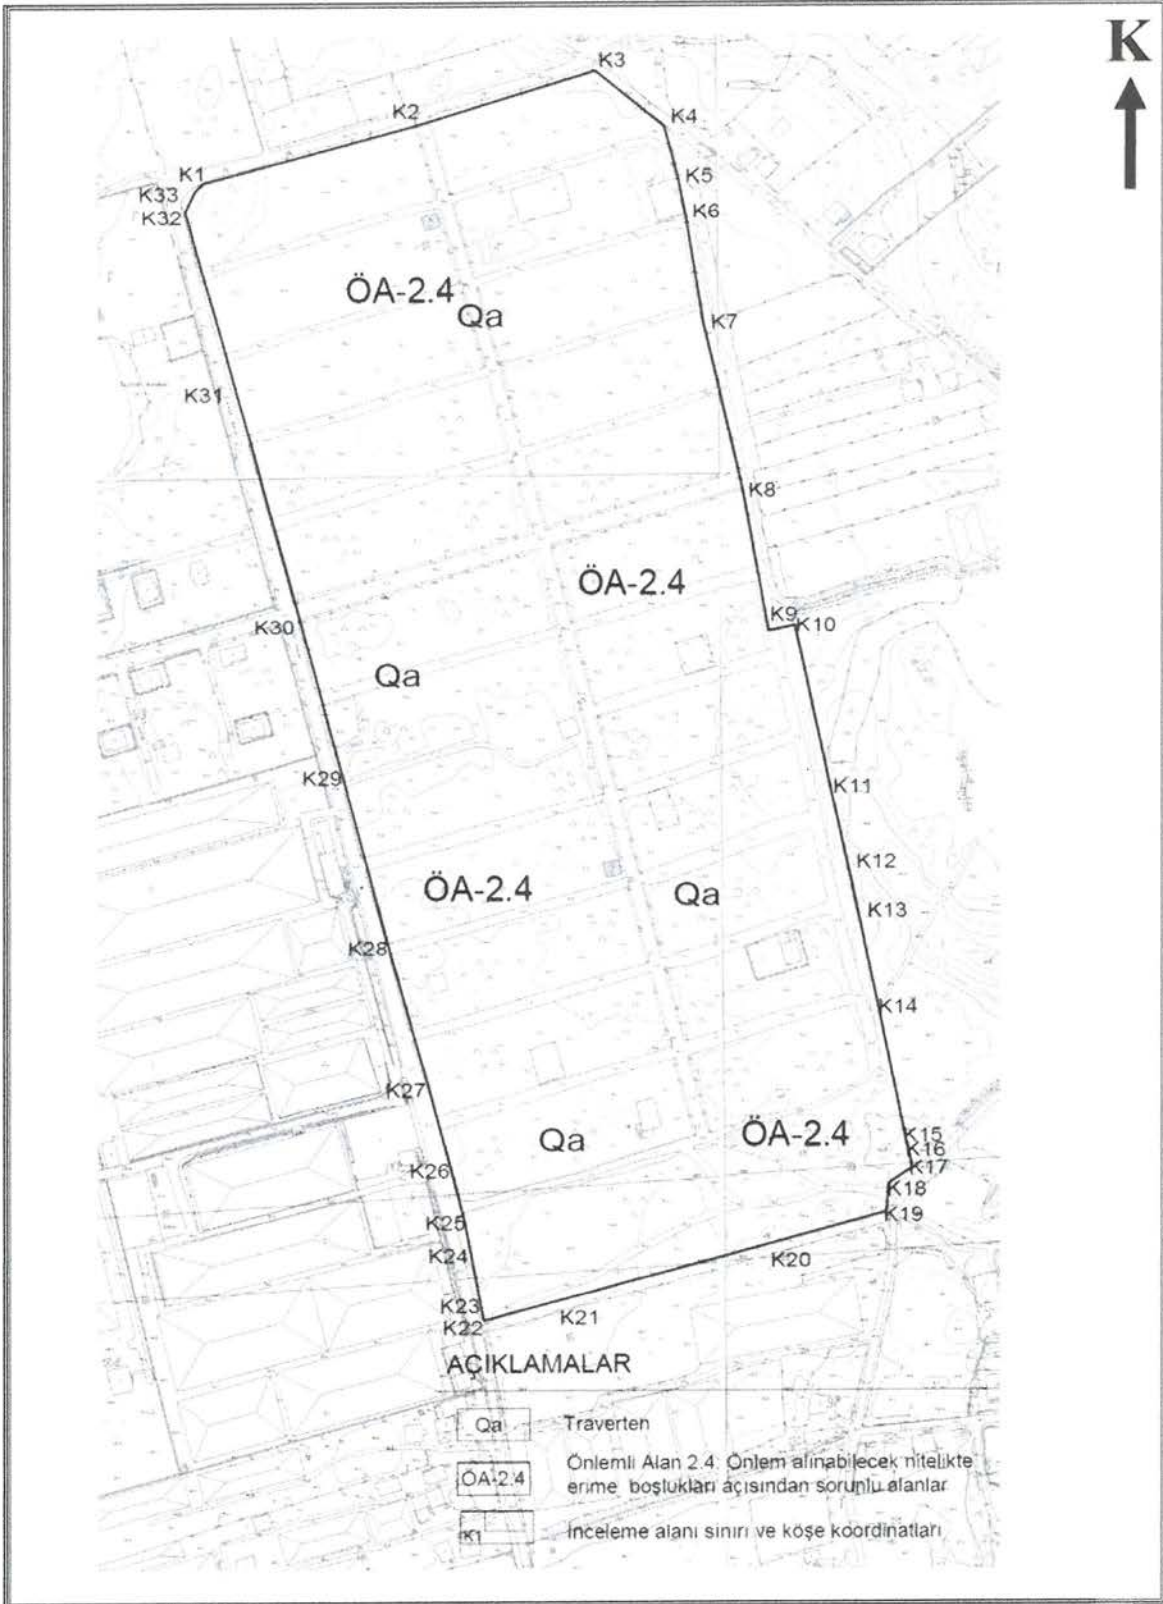 K
K3
K2
K4
K1
K5
K33
K6
K32
ÖA-2.4
Qa
K7
K31
K8
ÖA-2.4
K9
K10
K30
Qa
K29
K11
K12
ÖA-2.4
Qa
K13
K28
K14
K27
ÖA-2.4
Qa
K15
K16
K17
K26
K18
K19
K25
K24
K20
K23
K21
K22
AÇIKLAMALAR
Qa Traverten
ÖA-2.4 Önlemli Alan 2.4: Önlem alınabilecek nitelikte
erime boşlukları açısından sorunlu alanlar
K1 İnceleme alanı sınırı ve köşe koordinatları